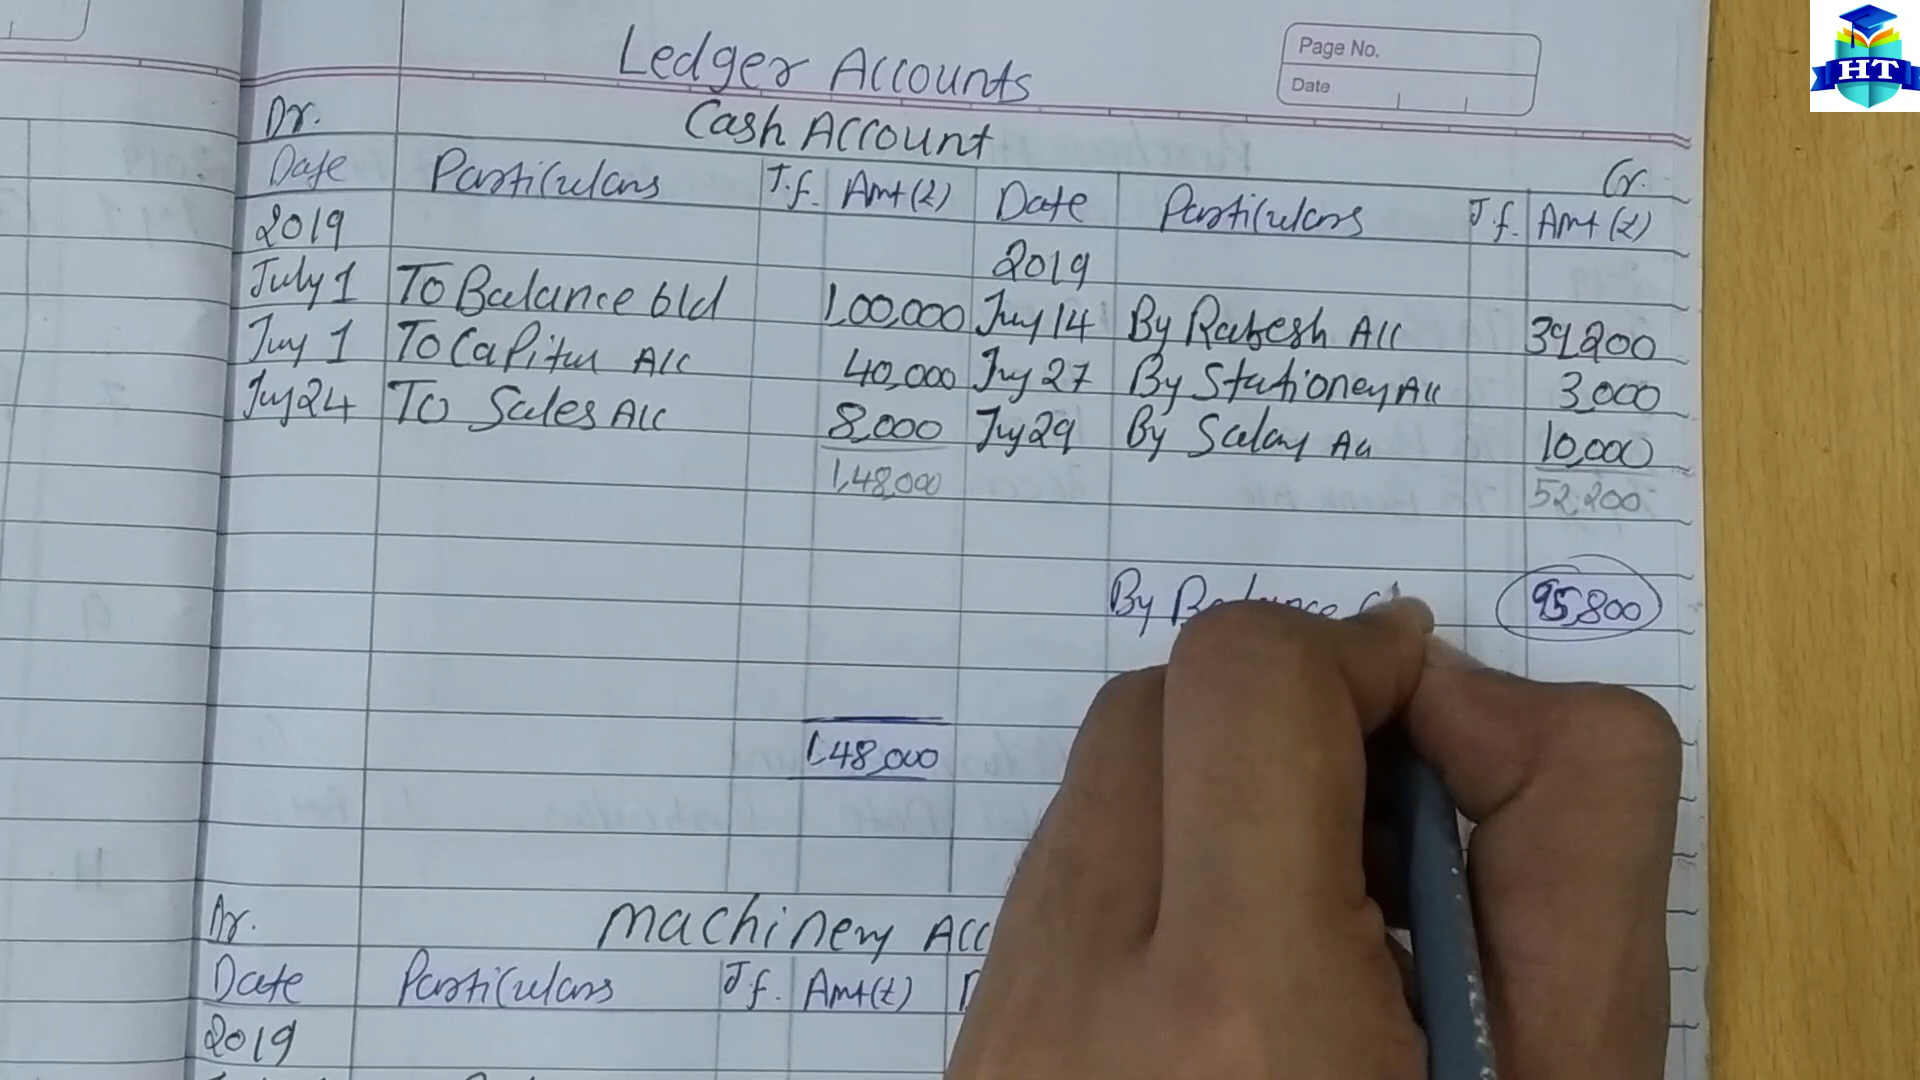 HT
Page No.
Date
Ledger Accounts
Dr. Cash Account Cr.
Date Particulars J.f. Amt (₹) Date Particulars J.f. Amt (₹)
2019 2019
July 1 To Balance b/d 1,00,000 July 14 By Rakesh A/c 39,200
July 1 To Capital A/c 40,000 July 27 By Stationey A/c 3,000
July 24 To Sales A/c 8,000 July 29 By Salary A/c 10,000
1,48,000 52,200
By Balance 95,800
1,48,000
Dr. Machinery Acc
Date Particulars J.f. Amt (₹)
2019